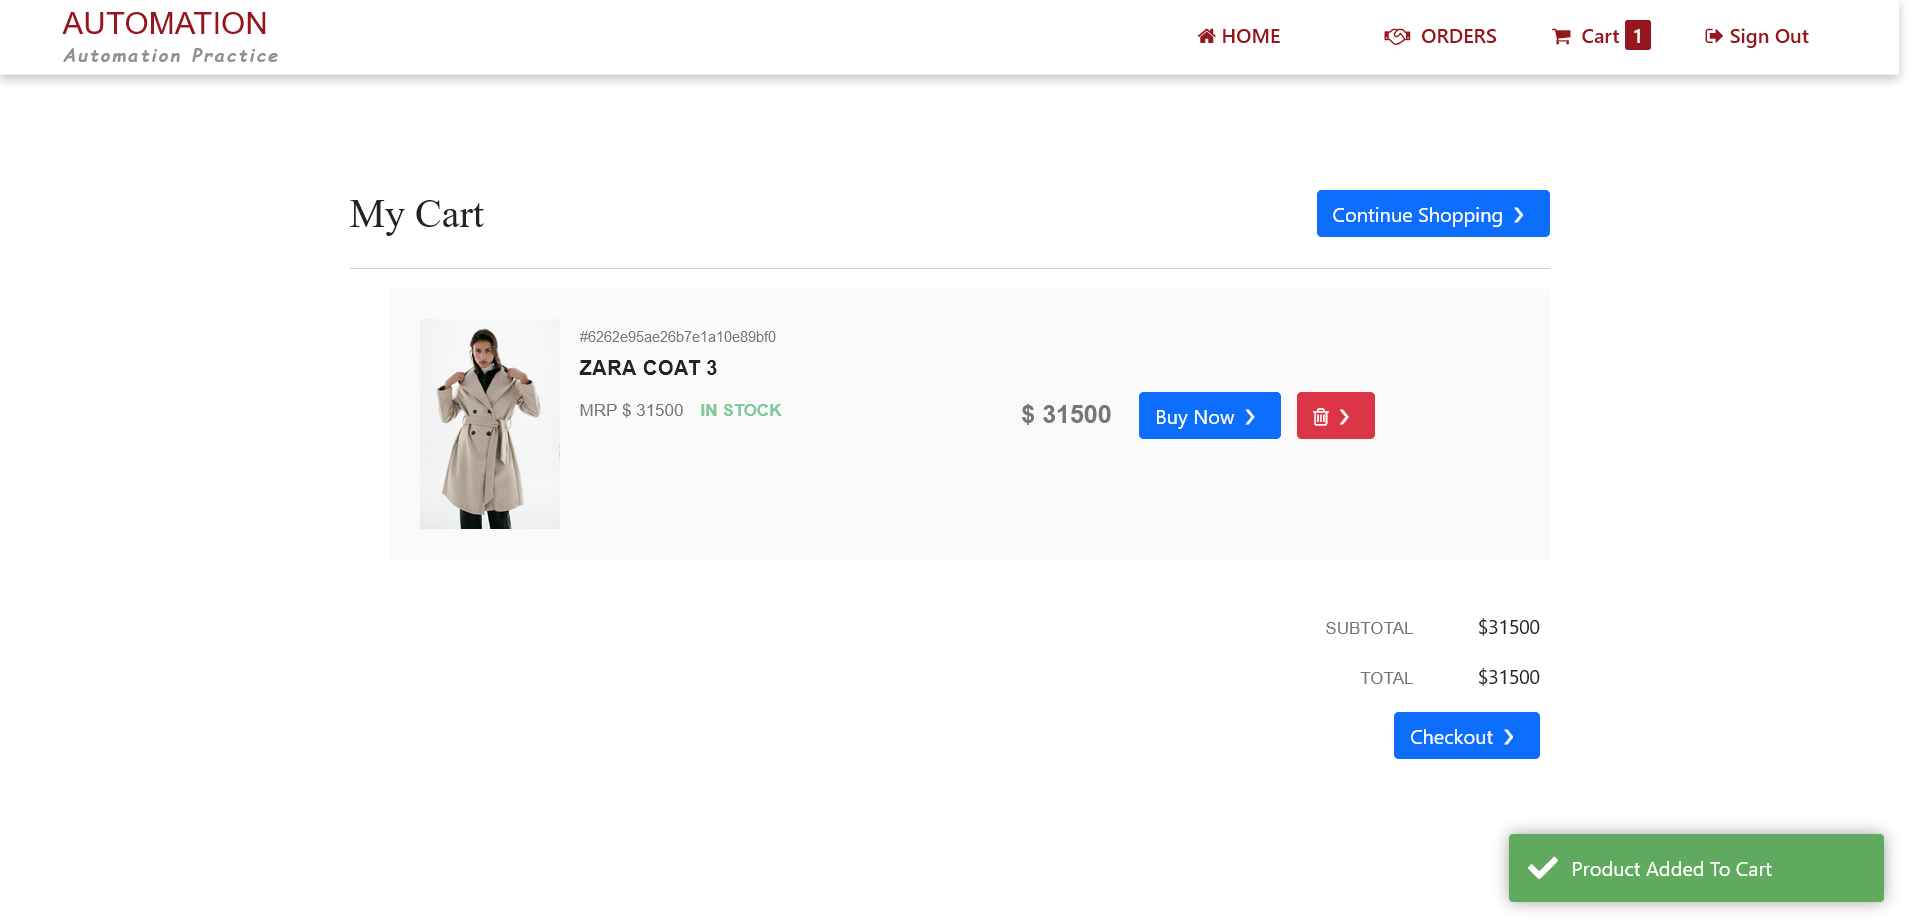 AUTOMATION
Automation Practice
HOME
ORDERS
Cart 1
Sign Out
My Cart
Continue Shopping ❯
#6262e95ae26b7e1a10e89bf0
ZARA COAT 3
MRP $ 31500 IN STOCK
$ 31500
Buy Now ❯
❯
SUBTOTAL $31500
TOTAL $31500
Checkout ❯
Product Added To Cart